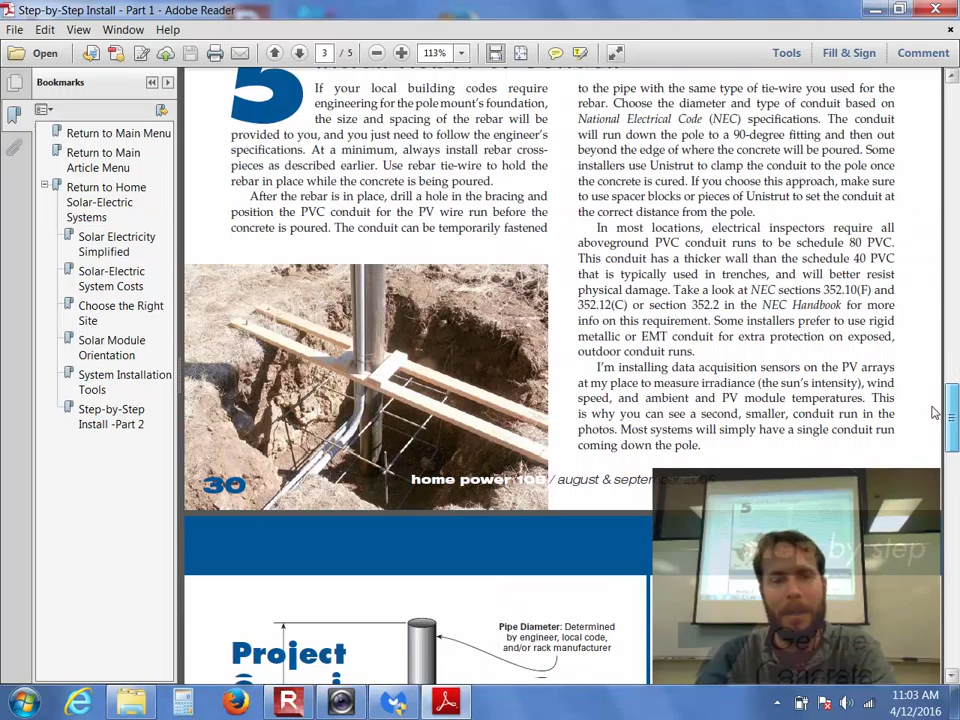 Step-by-Step Install - Part 1 - Adobe Reader
File Edit View Window Help
Open 3 / 5 113% Tools Fill & Sign Comment
Bookmarks
Return to Main Menu
Return to Main
Article Menu
Return to Home
Solar-Electric
Systems
Solar Electricity
Simplified
Solar-Electric
System Costs
Choose the Right
Site
Solar Module
Orientation
System Installation
Tools
Step-by-Step
Install -Part 2
5
If your local building codes require
engineering for the pole mount's foundation,
the size and spacing of the rebar will be
provided to you, and you just need to follow the engineer's
specifications. At a minimum, always install rebar cross-
pieces as described earlier. Use rebar tie-wire to hold the
rebar in place while the concrete is being poured.
After the rebar is in place, drill a hole in the bracing and
position the PVC conduit for the PV wire run before the
concrete is poured. The conduit can be temporarily fastened
to the pipe with the same type of tie-wire you used for the
rebar. Choose the diameter and type of conduit based on
National Electrical Code (NEC) specifications. The conduit
will run down the pole to a 90-degree fitting and then out
beyond the edge of where the concrete will be poured. Some
installers use Unistrut to clamp the conduit to the pole once
the concrete is cured. If you choose this approach, make sure
to use spacer blocks or pieces of Unistrut to set the conduit at
the correct distance from the pole.
In most locations, electrical inspectors require all
aboveground PVC conduit runs to be schedule 80 PVC.
This conduit has a thicker wall than the schedule 40 PVC
that is typically used in trenches, and will better resist
physical damage. Take a look at NEC sections 352.10(F) and
352.12(C) or section 352.2 in the NEC Handbook for more
info on this requirement. Some installers prefer to use rigid
metallic or EMT conduit for extra protection on exposed,
outdoor conduit runs.
I'm installing data acquisition sensors on the PV arrays
at my place to measure irradiance (the sun's intensity), wind
speed, and ambient and PV module temperatures. This
is why you can see a second, smaller, conduit run in the
photos. Most systems will simply have a single conduit run
coming down the pole.
30
home power 108 / august & september 2005
step by step
Project
Pipe Diameter: Determined
by engineer, local code,
and/or rack manufacturer
Get the
Concrete
11:03 AM
4/12/2016